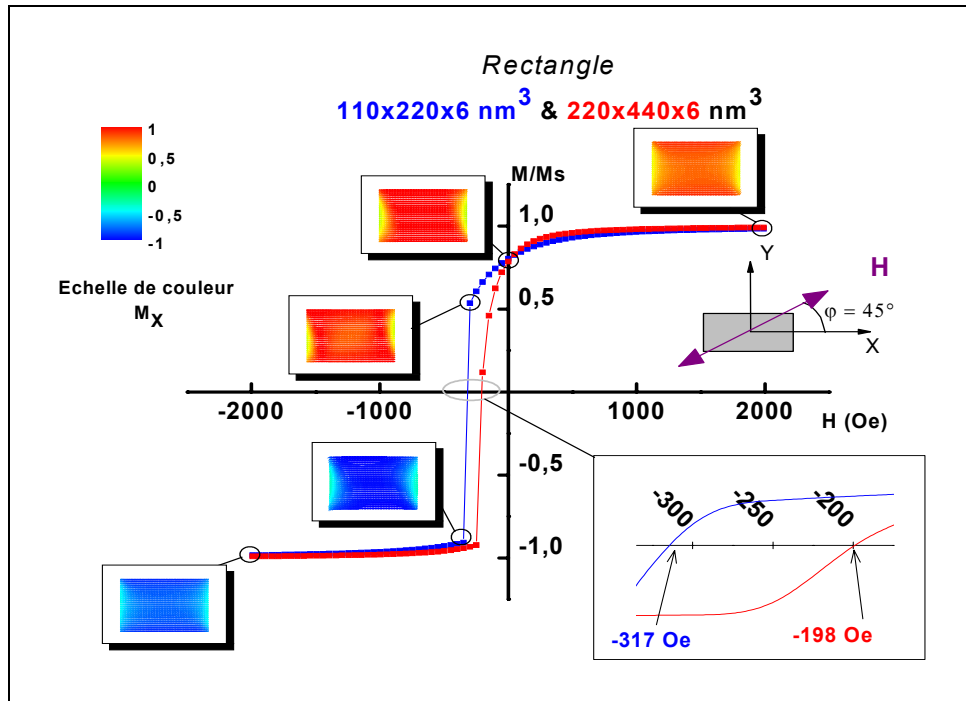 Rectangle
110x220x6 nm³ & 220x440x6 nm³
1
0,5
0
-0,5
-1
Echelle de couleur
MX
M/Ms
1,0
0,5
-0,5
-1,0
-2000
-1000
0
1000
2000
H (Oe)
Y
H
φ = 45°
X
-300
-250
-200
-317 Oe
-198 Oe